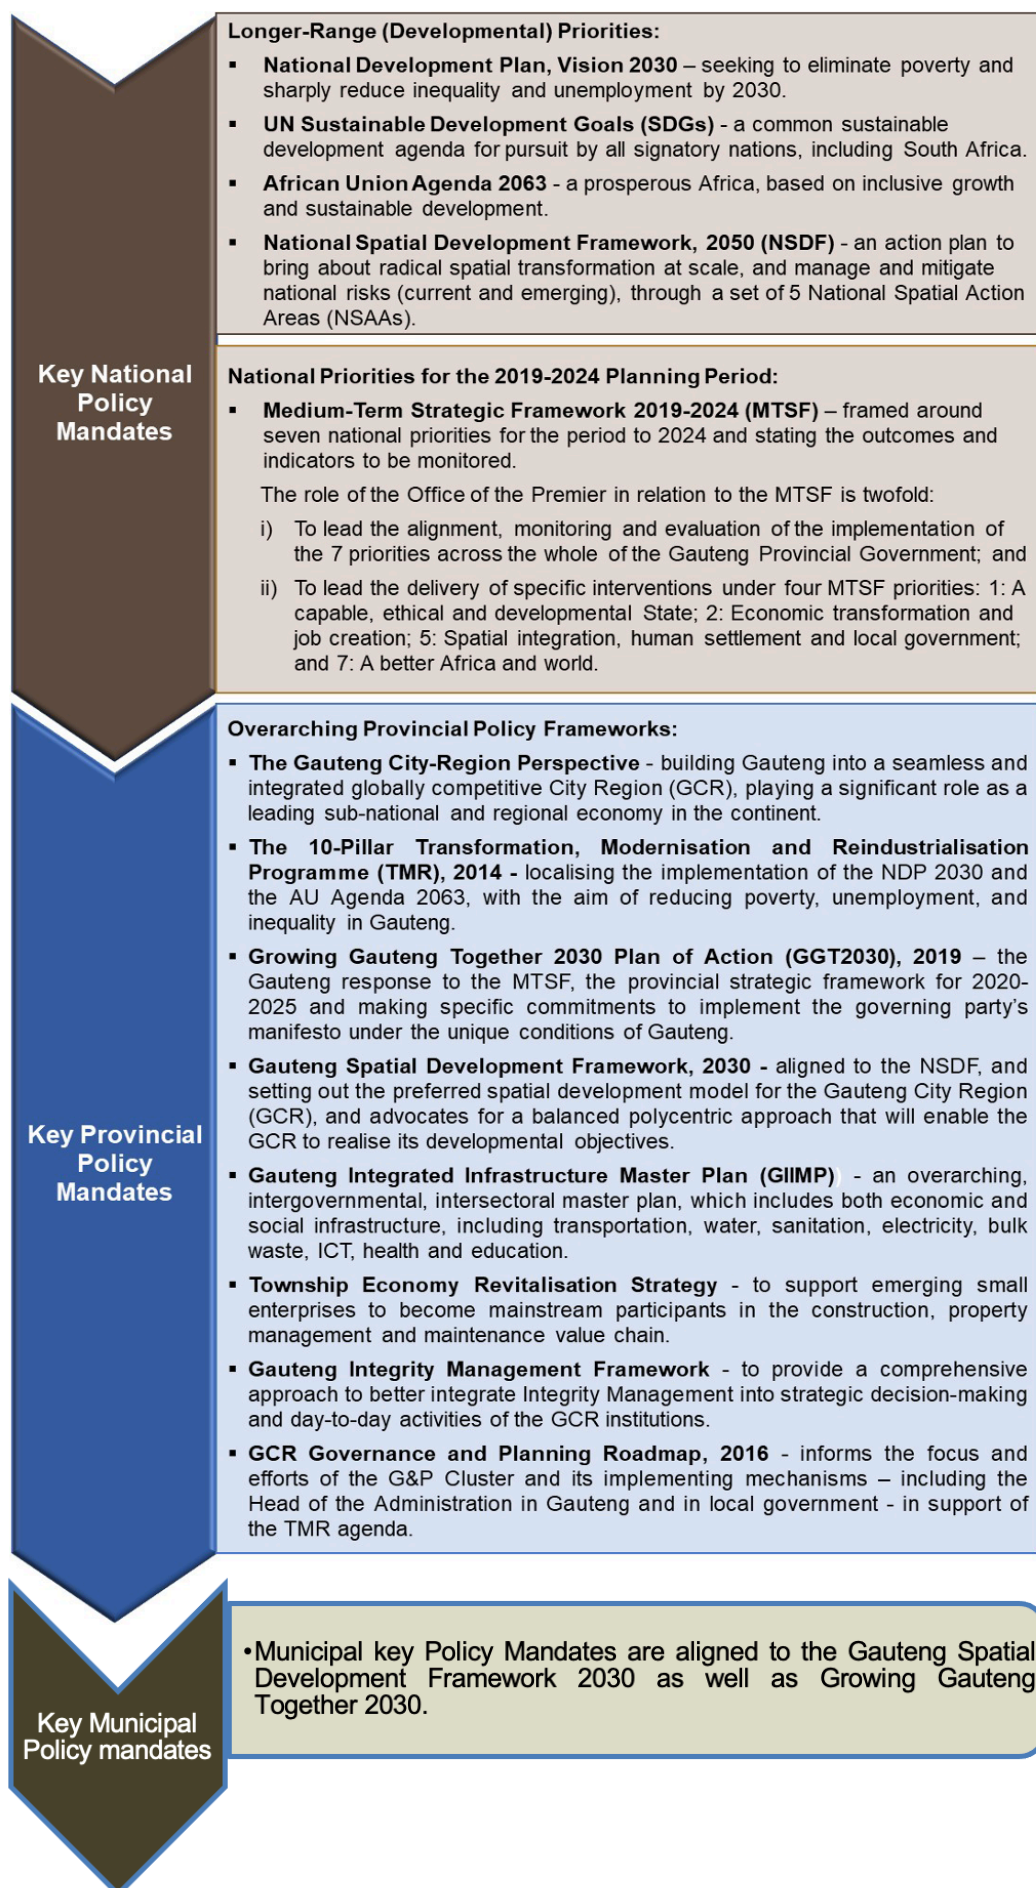 Longer-Range (Developmental) Priorities:
▪ National Development Plan, Vision 2030 – seeking to eliminate poverty and
sharply reduce inequality and unemployment by 2030.
▪ UN Sustainable Development Goals (SDGs) - a common sustainable
development agenda for pursuit by all signatory nations, including South Africa.
▪ African Union Agenda 2063 - a prosperous Africa, based on inclusive growth
and sustainable development.
▪ National Spatial Development Framework, 2050 (NSDF) - an action plan to
bring about radical spatial transformation at scale, and manage and mitigate
national risks (current and emerging), through a set of 5 National Spatial Action
Areas (NSAAs).
Key National
Policy
Mandates
National Priorities for the 2019-2024 Planning Period:
▪ Medium-Term Strategic Framework 2019-2024 (MTSF) – framed around
seven national priorities for the period to 2024 and stating the outcomes and
indicators to be monitored.
The role of the Office of the Premier in relation to the MTSF is twofold:
i) To lead the alignment, monitoring and evaluation of the implementation of
the 7 priorities across the whole of the Gauteng Provincial Government; and
ii) To lead the delivery of specific interventions under four MTSF priorities: 1: A
capable, ethical and developmental State; 2: Economic transformation and
job creation; 5: Spatial integration, human settlement and local government;
and 7: A better Africa and world.
Overarching Provincial Policy Frameworks:
▪ The Gauteng City-Region Perspective - building Gauteng into a seamless and
integrated globally competitive City Region (GCR), playing a significant role as a
leading sub-national and regional economy in the continent.
▪ The 10-Pillar Transformation, Modernisation and Reindustrialisation
Programme (TMR), 2014 - localising the implementation of the NDP 2030 and
the AU Agenda 2063, with the aim of reducing poverty, unemployment, and
inequality in Gauteng.
▪ Growing Gauteng Together 2030 Plan of Action (GGT2030), 2019 – the
Gauteng response to the MTSF, the provincial strategic framework for 2020-
2025 and making specific commitments to implement the governing party’s
manifesto under the unique conditions of Gauteng.
▪ Gauteng Spatial Development Framework, 2030 - aligned to the NSDF, and
setting out the preferred spatial development model for the Gauteng City Region
(GCR), and advocates for a balanced polycentric approach that will enable the
GCR to realise its developmental objectives.
Key Provincial
Policy
Mandates
▪ Gauteng Integrated Infrastructure Master Plan (GIIMP)) - an overarching,
intergovernmental, intersectoral master plan, which includes both economic and
social infrastructure, including transportation, water, sanitation, electricity, bulk
waste, ICT, health and education.
▪ Township Economy Revitalisation Strategy - to support emerging small
enterprises to become mainstream participants in the construction, property
management and maintenance value chain.
▪ Gauteng Integrity Management Framework - to provide a comprehensive
approach to better integrate Integrity Management into strategic decision-making
and day-to-day activities of the GCR institutions.
▪ GCR Governance and Planning Roadmap, 2016 - informs the focus and
efforts of the G&P Cluster and its implementing mechanisms – including the
Head of the Administration in Gauteng and in local government - in support of
the TMR agenda.
Key Municipal
Policy mandates
•Municipal key Policy Mandates are aligned to the Gauteng Spatial
Development Framework 2030 as well as Growing Gauteng
Together 2030.